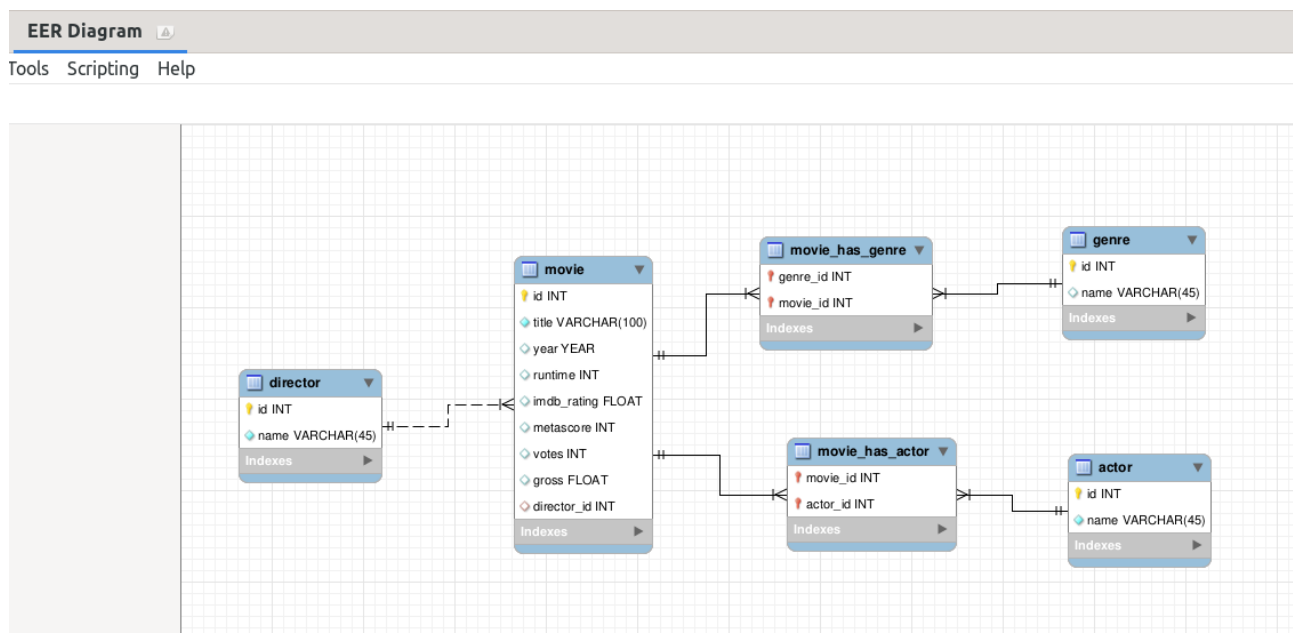 EER Diagram
Tools Scripting Help
director
id INT
name VARCHAR(45)
Indexes
movie
id INT
title VARCHAR(100)
year YEAR
runtime INT
imdb_rating FLOAT
metascore INT
votes INT
gross FLOAT
director_id INT
Indexes
movie_has_genre
genre_id INT
movie_id INT
Indexes
genre
id INT
name VARCHAR(45)
Indexes
movie_has_actor
movie_id INT
actor_id INT
Indexes
actor
id INT
name VARCHAR(45)
Indexes